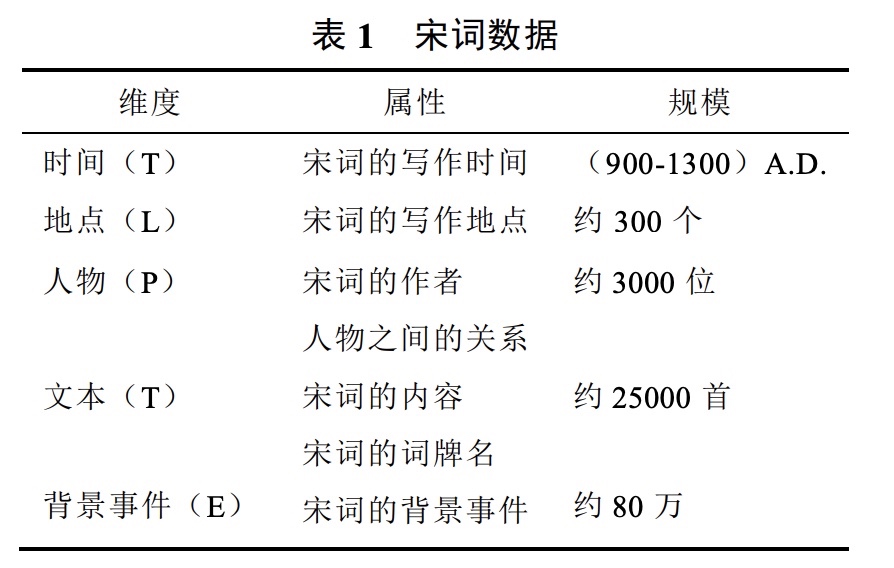 表 1 宋词数据
维度 属性 规模
时间（T） 宋词的写作时间 （900-1300）A.D.
地点（L） 宋词的写作地点 约 300 个
人物（P） 宋词的作者 约 3000 位
人物之间的关系
文本（T） 宋词的内容 约 25000 首
宋词的词牌名
背景事件（E） 宋词的背景事件 约 80 万